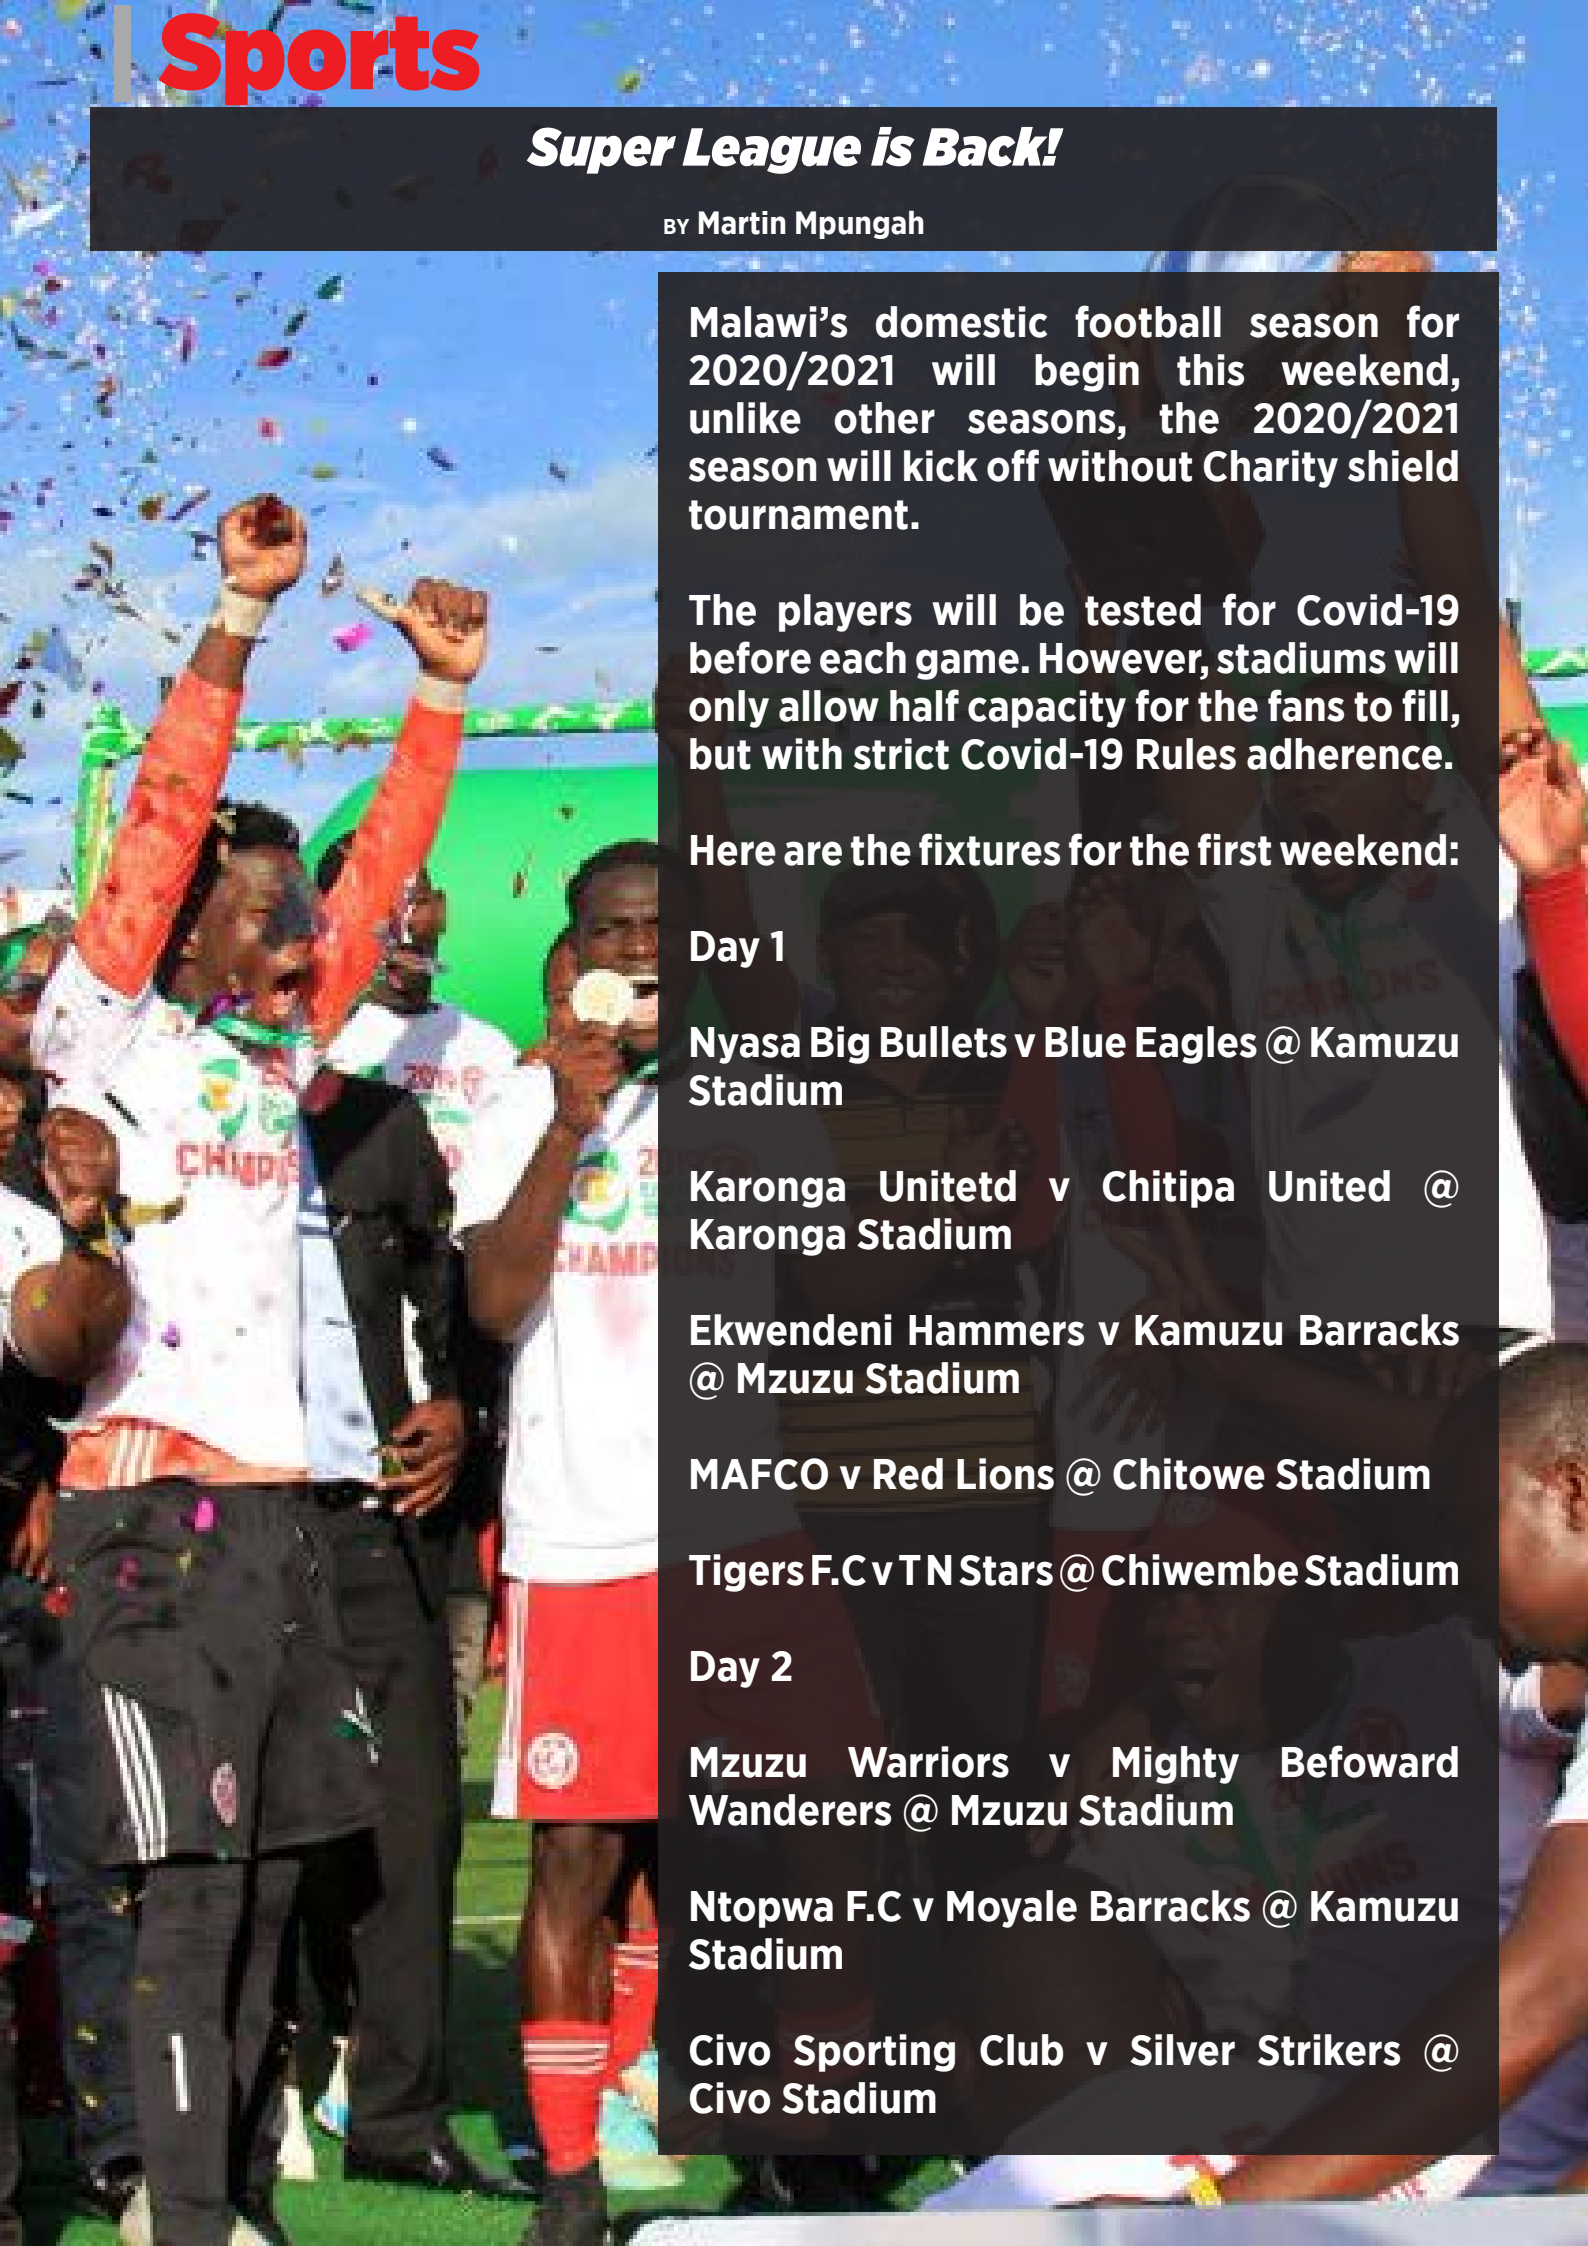 Sports
Super League is Back!
BY Martin Mpungah
Malawi's domestic football season for
2020/2021 will begin this weekend,
unlike other seasons, the 2020/2021
season will kick off without Charity shield
tournament.
The players will be tested for Covid-19
before each game. However, stadiums will
only allow half capacity for the fans to fill,
but with strict Covid-19 Rules adherence.
Here are the fixtures for the first weekend:
Day 1
Nyasa Big Bullets v Blue Eagles @ Kamuzu
Stadium
Karonga Unitetd v Chitipa United @
Karonga Stadium
Ekwendeni Hammers v Kamuzu Barracks
@ Mzuzu Stadium
MAFCO v Red Lions @ Chitowe Stadium
Tigers F.C v T N Stars @ Chiwembe Stadium
Day 2
Mzuzu Warriors v Mighty Befoward
Wanderers @ Mzuzu Stadium
Ntopwa F.C v Moyale Barracks @ Kamuzu
Stadium
Civo Sporting Club v Silver Strikers @
Civo Stadium